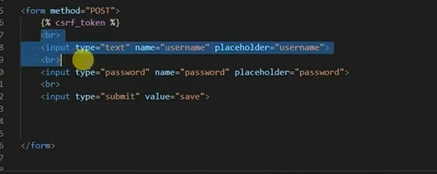 <form method="POST">
{% csrf_token %}
<br>
<input type="text" name="username" placeholder="username">
<br>
<input type="password" name="password" placeholder="password">
<br>
<input type="submit" value="save">
</form>